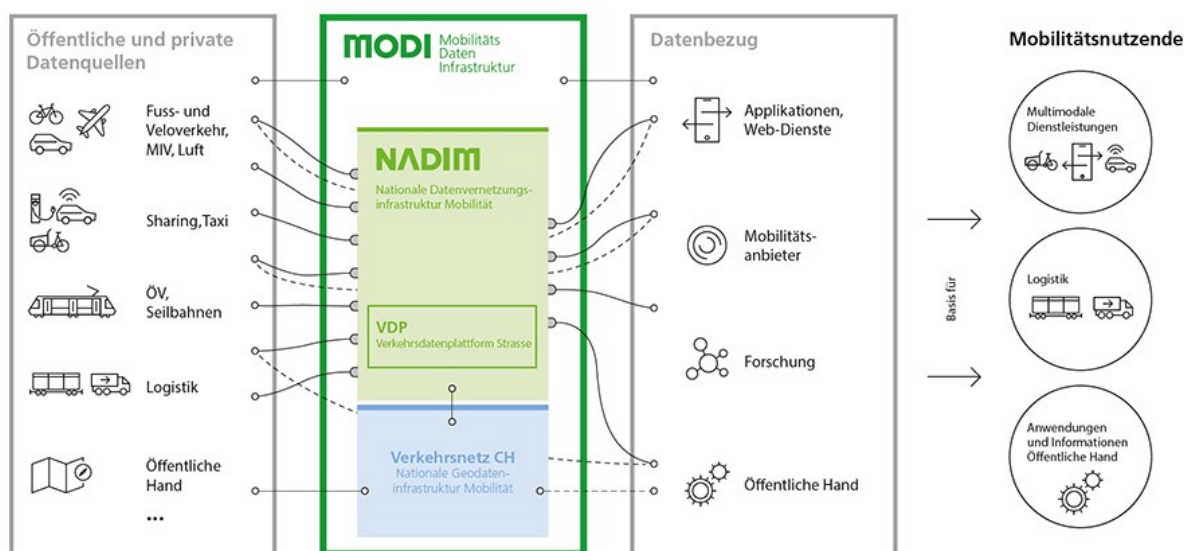 Öffentliche und private
Datenquellen
Fuss- und
Veloverkehr,
MIV, Luft
Sharing,Taxi
ÖV,
Seilbahnen
Logistik
Öffentliche
Hand
...
MODI
Mobilitäts
Daten
Infrastruktur
NADIM
Nationale Datenvernetzungs-
infrastruktur Mobilität
VDP
Verkehrsdatenplattform Strasse
Verkehrsnetz CH
Nationale Geodaten-
infrastruktur Mobilität
Datenbezug
Applikationen,
Web-Dienste
Mobilitäts-
anbieter
Forschung
Öffentliche Hand
Basis für
Mobilitätsnutzende
Multimodale
Dienstleistungen
Logistik
Anwendungen
und Informationen
Öffentliche Hand